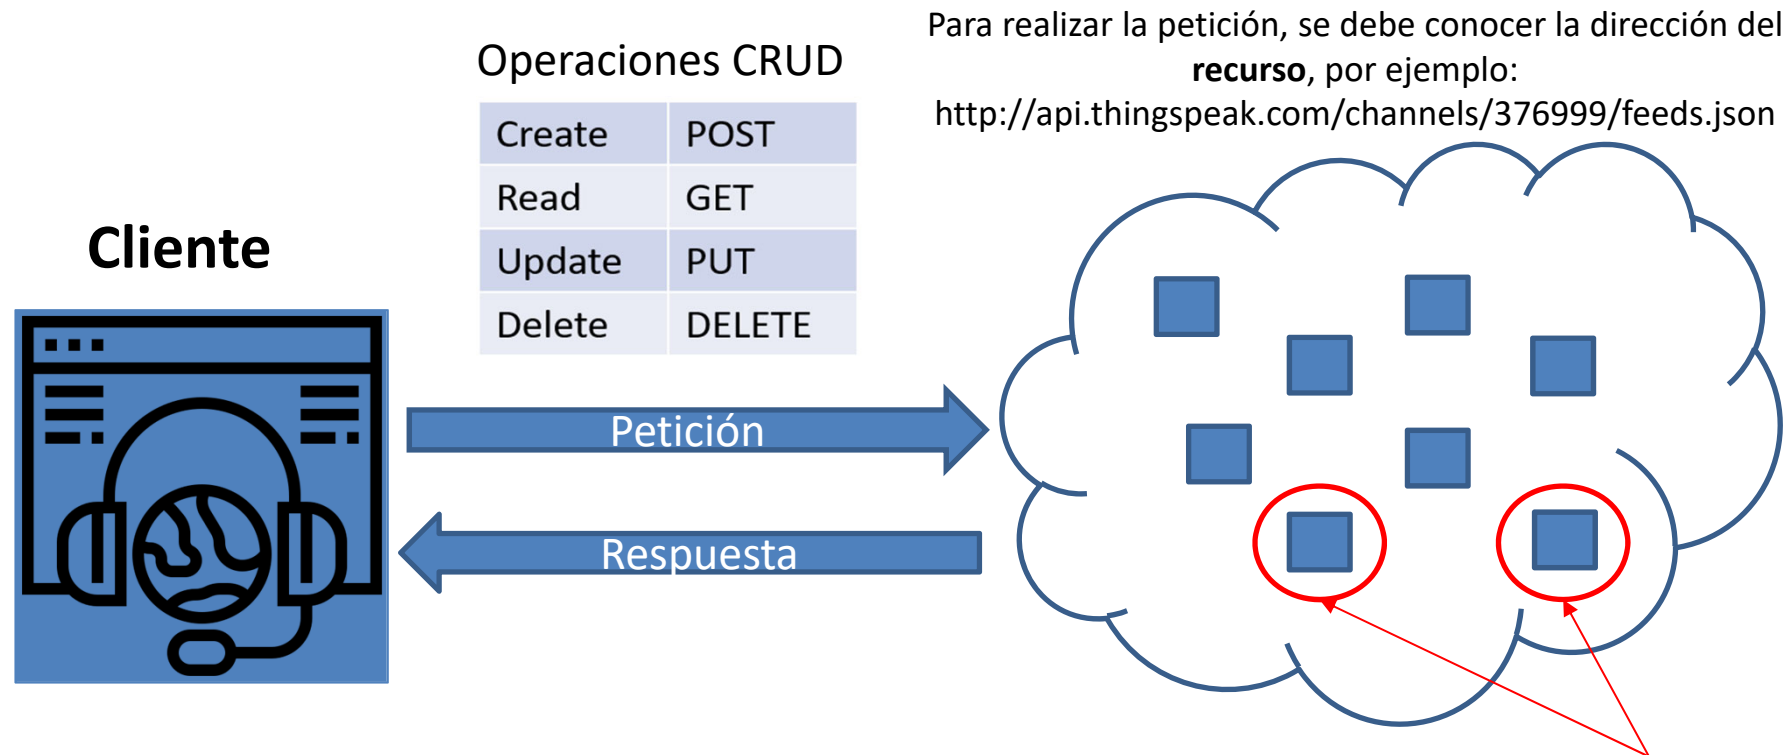 Para realizar la petición, se debe conocer la dirección del
recurso, por ejemplo:
http://api.thingspeak.com/channels/376999/feeds.json
Operaciones CRUD
Create POST
Read GET
Update PUT
Delete DELETE
Cliente
Petición
Respuesta